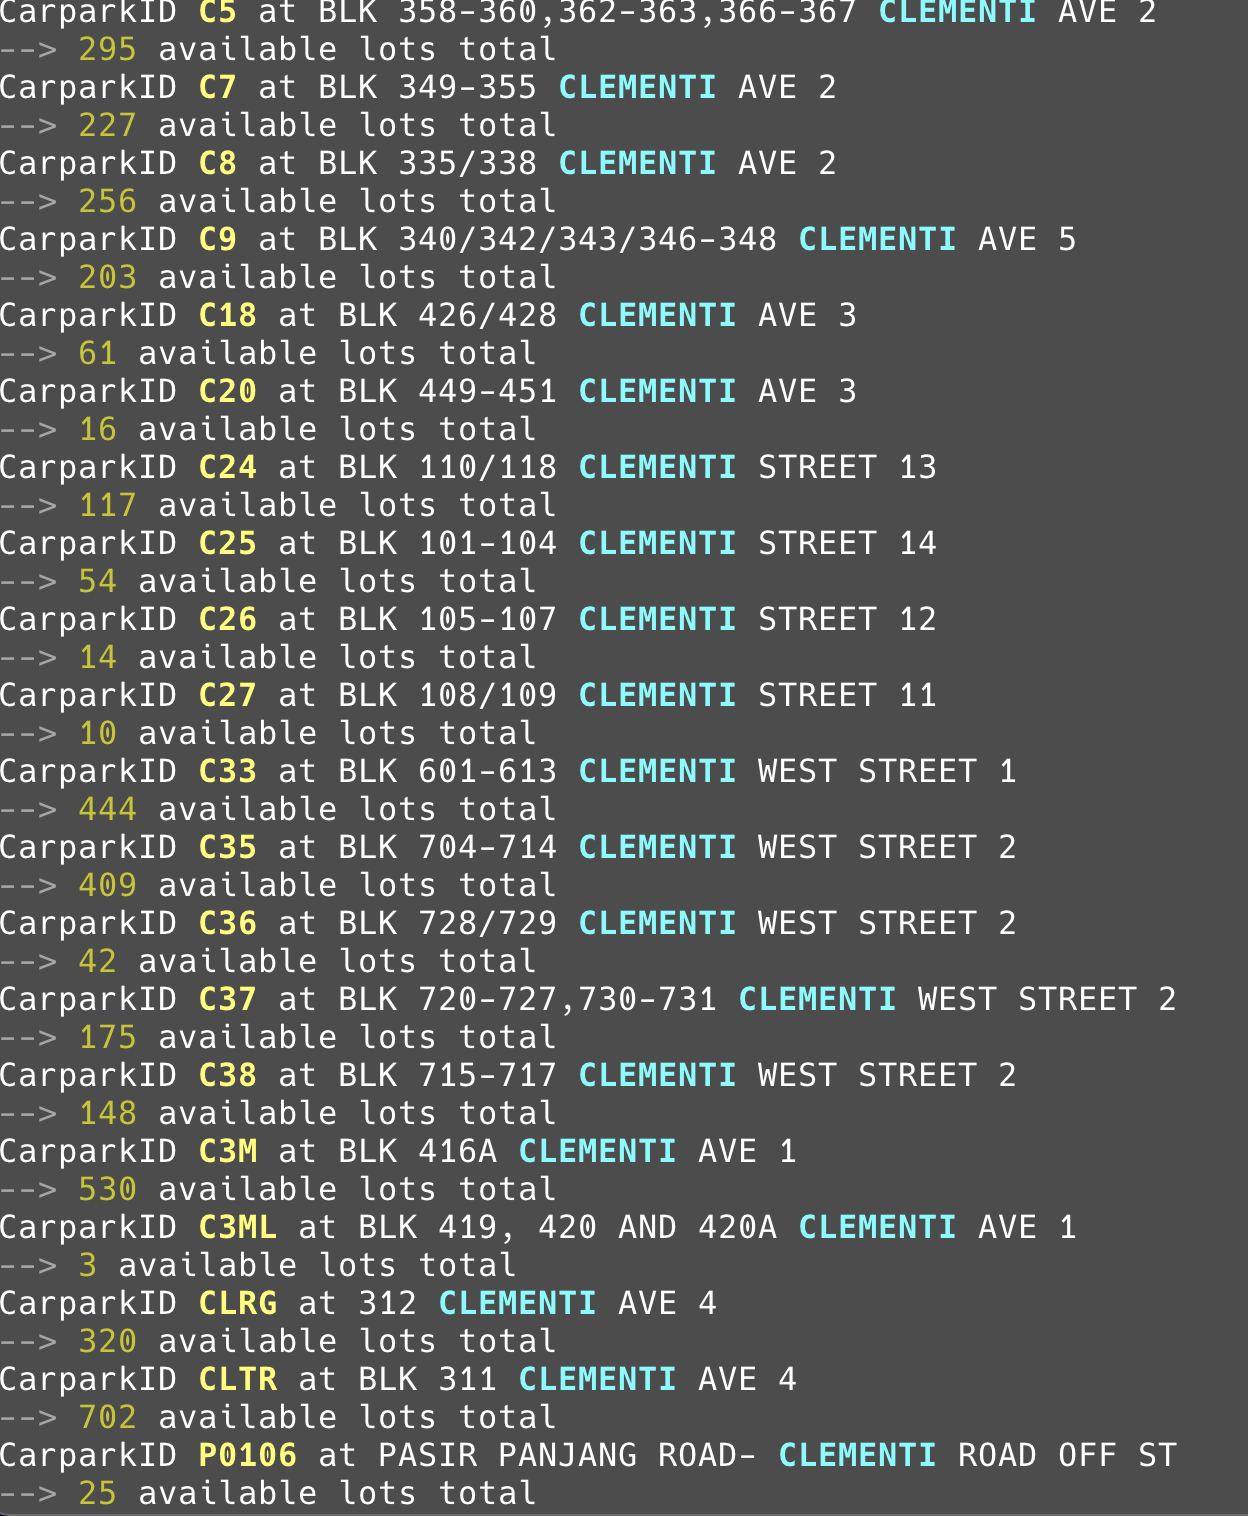 CarparkID C5 at BLK 358-360,362-363,366-367 CLEMENTI AVE 2
--> 295 available lots total
CarparkID C7 at BLK 349-355 CLEMENTI AVE 2
--> 227 available lots total
CarparkID C8 at BLK 335/338 CLEMENTI AVE 2
--> 256 available lots total
CarparkID C9 at BLK 340/342/343/346-348 CLEMENTI AVE 5
--> 203 available lots total
CarparkID C18 at BLK 426/428 CLEMENTI AVE 3
--> 61 available lots total
CarparkID C20 at BLK 449-451 CLEMENTI AVE 3
--> 16 available lots total
CarparkID C24 at BLK 110/118 CLEMENTI STREET 13
--> 117 available lots total
CarparkID C25 at BLK 101-104 CLEMENTI STREET 14
--> 54 available lots total
CarparkID C26 at BLK 105-107 CLEMENTI STREET 12
--> 14 available lots total
CarparkID C27 at BLK 108/109 CLEMENTI STREET 11
--> 10 available lots total
CarparkID C33 at BLK 601-613 CLEMENTI WEST STREET 1
--> 444 available lots total
CarparkID C35 at BLK 704-714 CLEMENTI WEST STREET 2
--> 409 available lots total
CarparkID C36 at BLK 728/729 CLEMENTI WEST STREET 2
--> 42 available lots total
CarparkID C37 at BLK 720-727,730-731 CLEMENTI WEST STREET 2
--> 175 available lots total
CarparkID C38 at BLK 715-717 CLEMENTI WEST STREET 2
--> 148 available lots total
CarparkID C3M at BLK 416A CLEMENTI AVE 1
--> 530 available lots total
CarparkID C3ML at BLK 419, 420 AND 420A CLEMENTI AVE 1
--> 3 available lots total
CarparkID CLRG at 312 CLEMENTI AVE 4
--> 320 available lots total
CarparkID CLTR at BLK 311 CLEMENTI AVE 4
--> 702 available lots total
CarparkID P0106 at PASIR PANJANG ROAD- CLEMENTI ROAD OFF ST
--> 25 available lots total